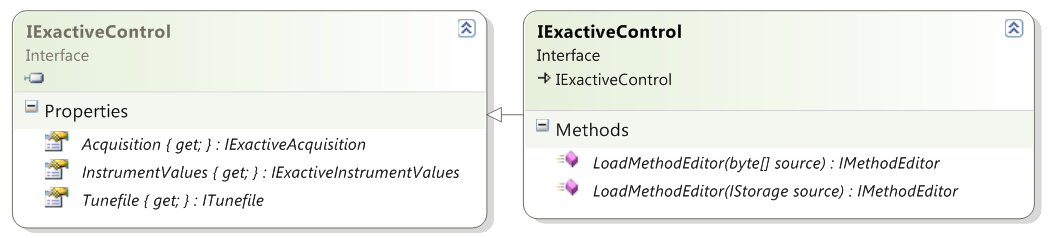 IExactiveControl
Interface
Properties
Acquisition { get; } : IExactiveAcquisition
InstrumentValues { get; } : IExactiveInstrumentValues
Tunefile { get; } : ITunefile
IExactiveControl
Interface
IExactiveControl
Methods
LoadMethodEditor(byte[] source) : IMethodEditor
LoadMethodEditor(IStorage source) : IMethodEditor